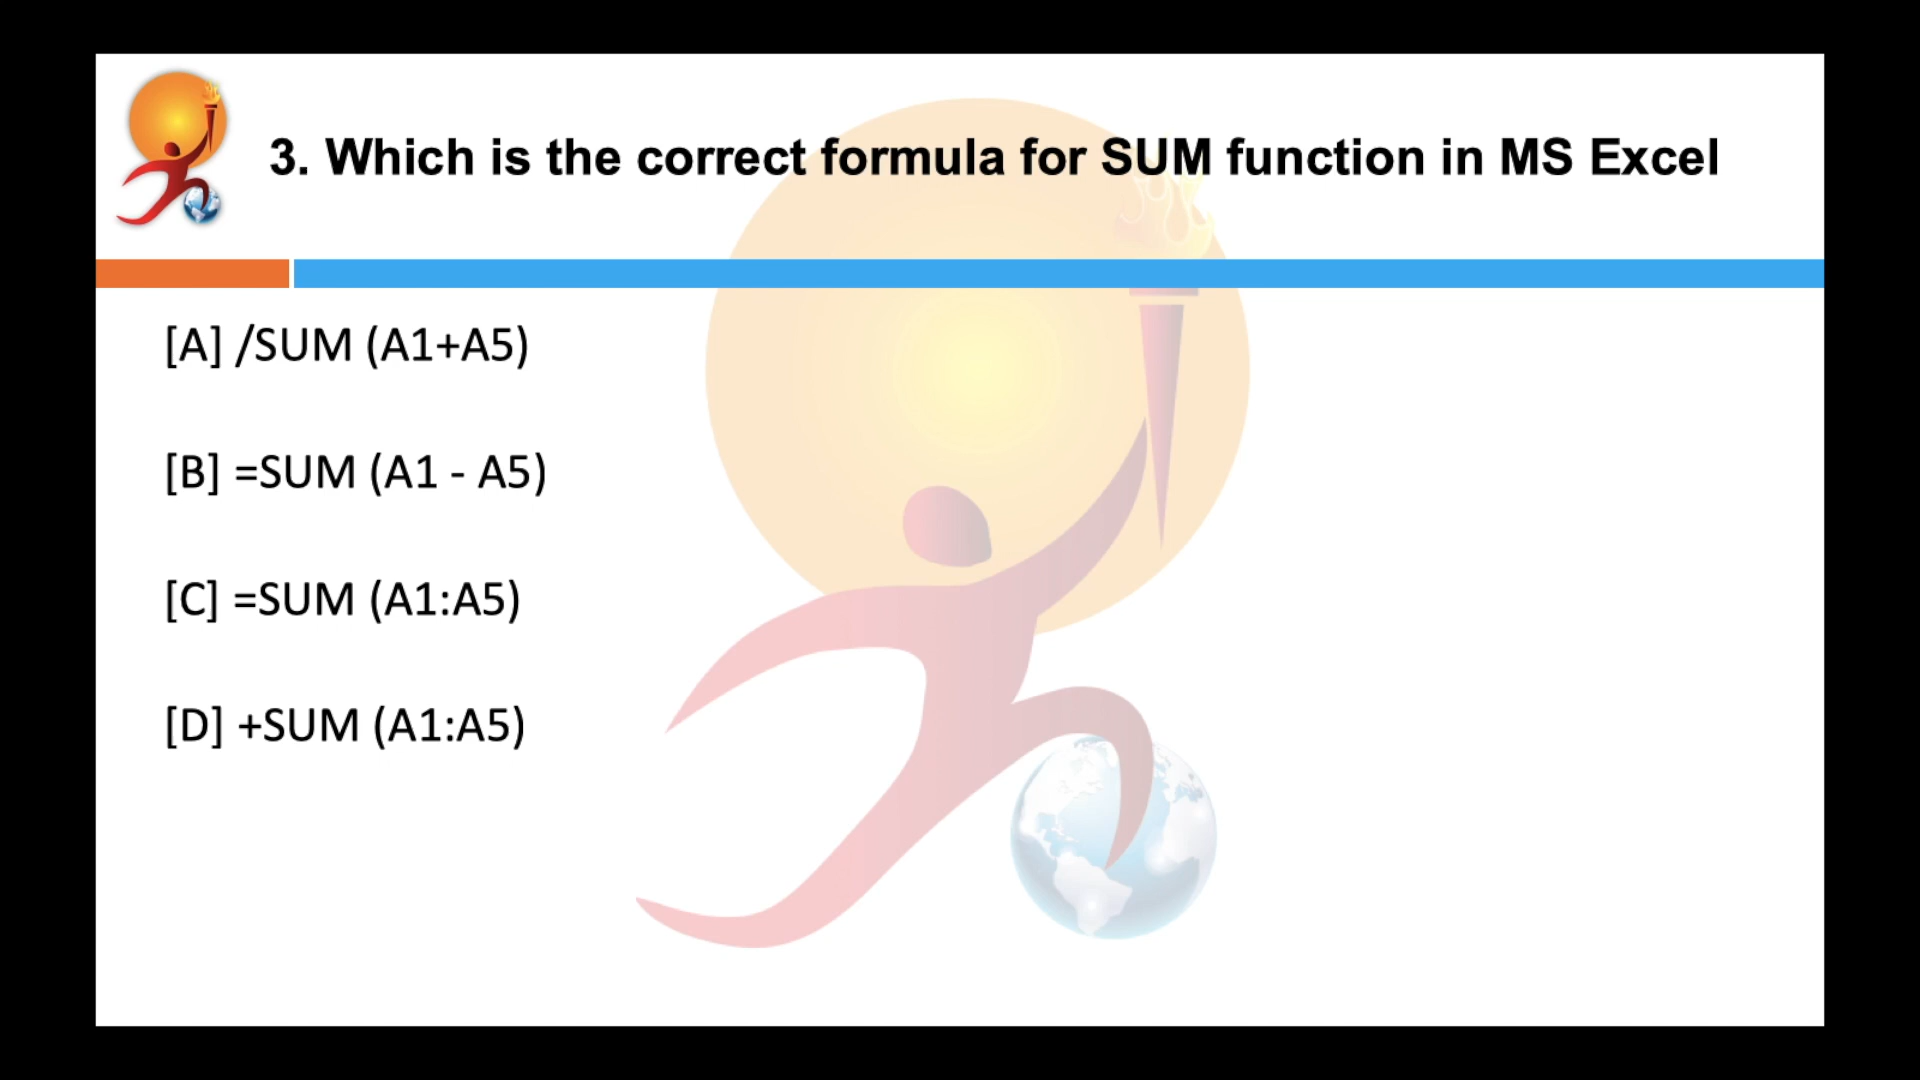 3. Which is the correct formula for SUM function in MS Excel
[A] /SUM (A1+A5)
[B] =SUM (A1 - A5)
[C] =SUM (A1:A5)
[D] +SUM (A1:A5)